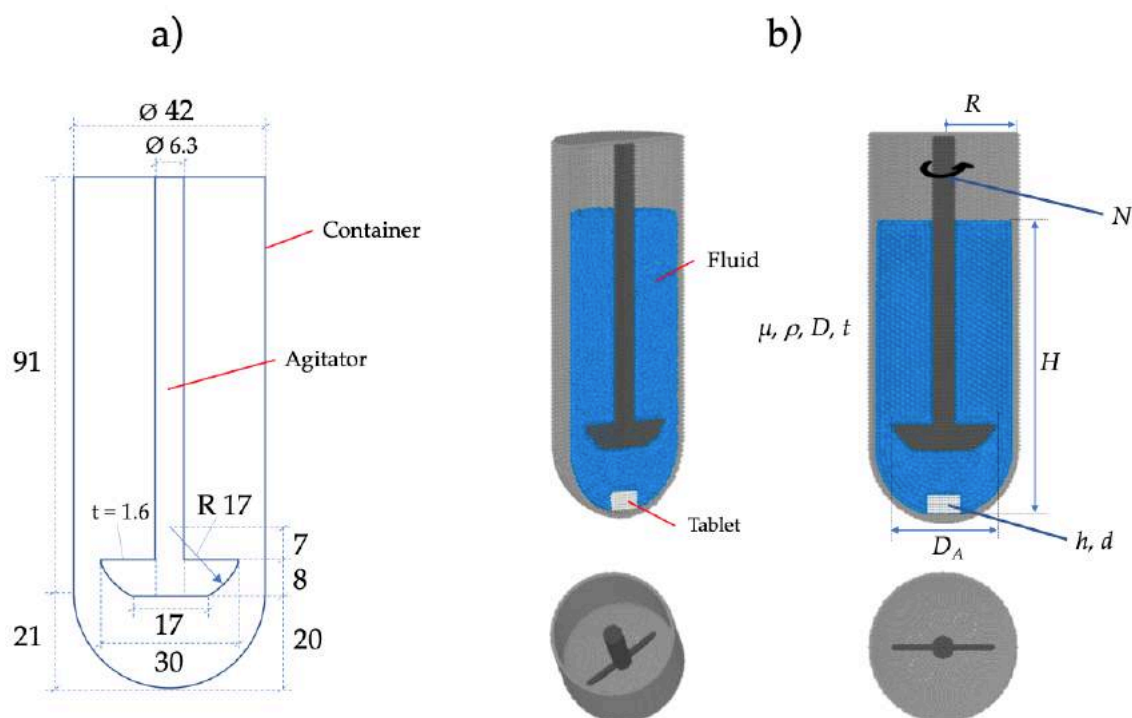 a)
Ø 42
Ø 6.3
Container
91
Agitator
t = 1.6
R 17
7
8
17
30
21
20
b)
R
N
Fluid
μ, ρ, D, t
H
Tablet
h, d
D_A